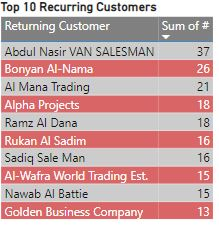 Top 10 Recurring Customers
Returning Customer Sum of #
Abdul Nasir VAN SALESMAN 37
Bonyan Al-Nama 26
Al Mana Trading 21
Alpha Projects 18
Ramz Al Dana 18
Rukan Al Sadim 16
Sadiq Sale Man 16
Al-Wafra World Trading Est. 15
Nawab Al Battie 15
Golden Business Company 13